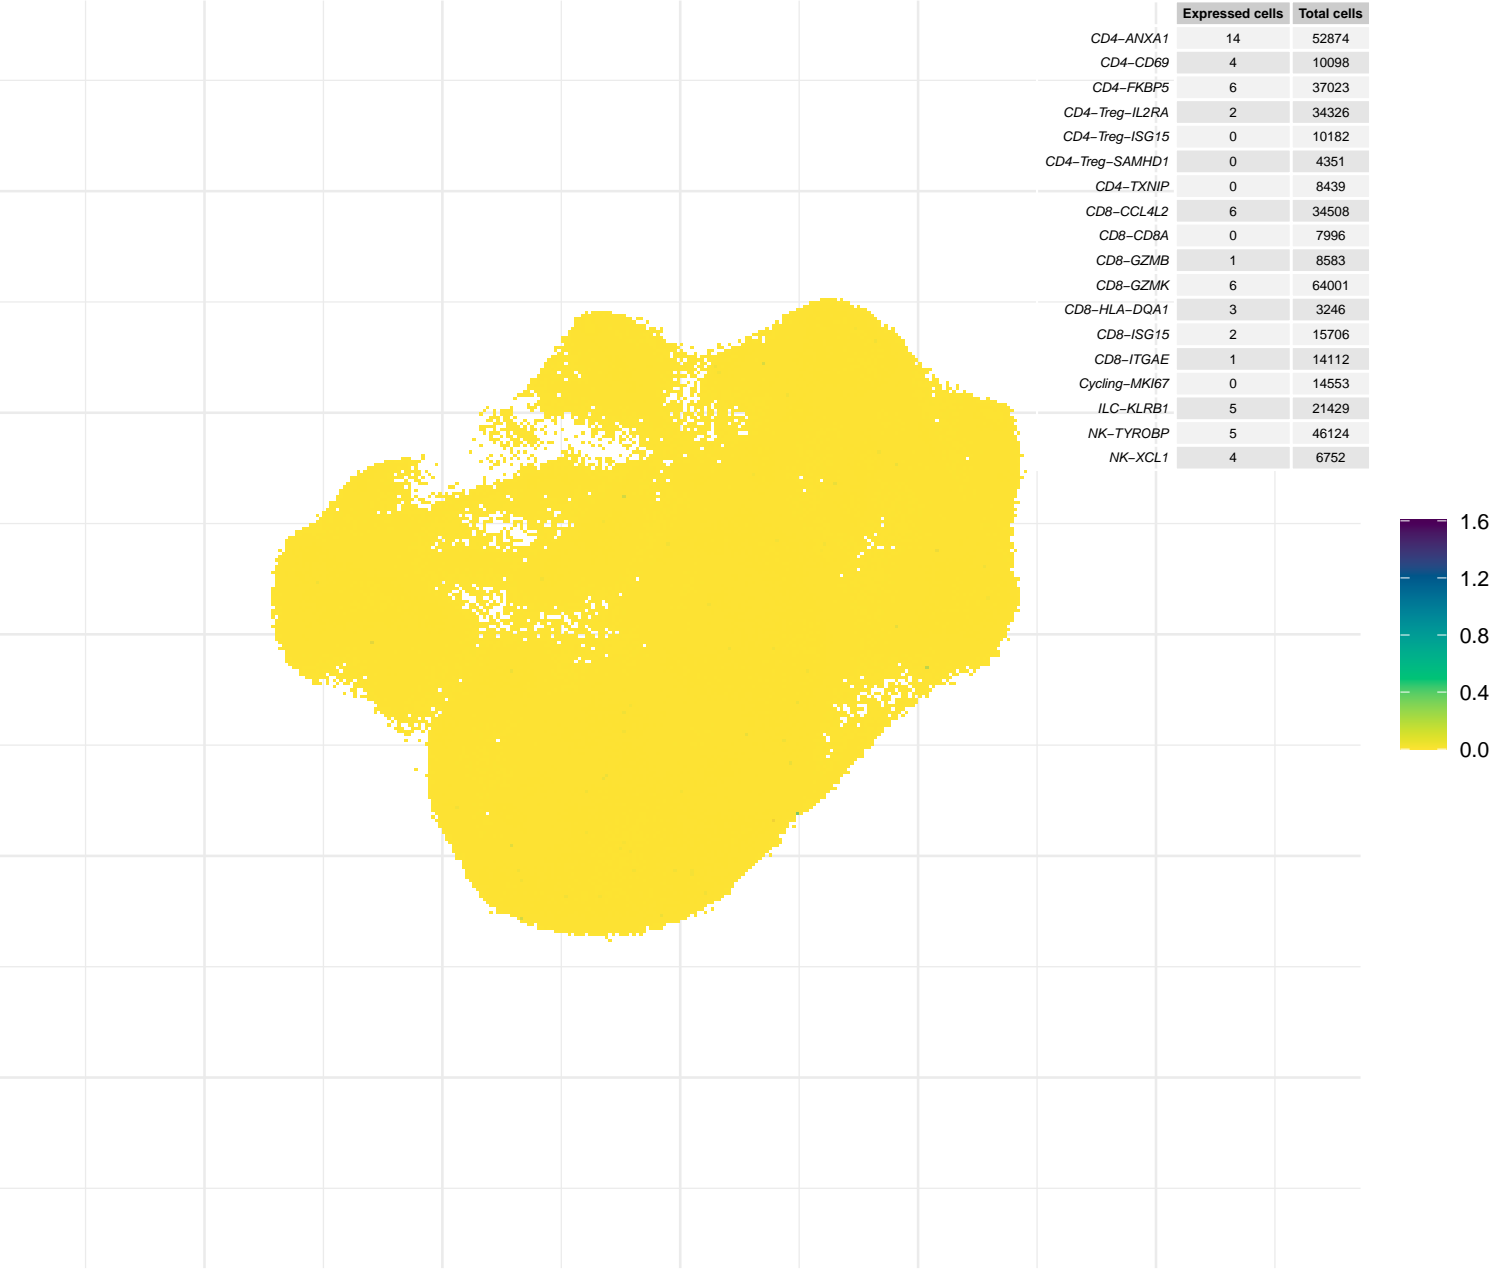 Expressed cells Total cells
CD4−ANXA1 14 52874
CD4−CD69 4 10098
CD4−FKBP5 6 37023
CD4−Treg−IL2RA 2 34326
CD4−Treg−ISG15 0 10182
CD4−Treg−SAMHD1 0 4351
CD4−TXNIP 0 8439
CD8−CCL4L2 6 34508
CD8−CD8A 0 7996
CD8−GZMB 1 8583
CD8−GZMK 6 64001
CD8−HLA−DQA1 3 3246
CD8−ISG15 2 15706
CD8−ITGAE 1 14112
Cycling−MKI67 0 14553
ILC−KLRB1 5 21429
NK−TYROBP 5 46124
NK−XCL1 4 6752
1.6
1.2
0.8
0.4
0.0